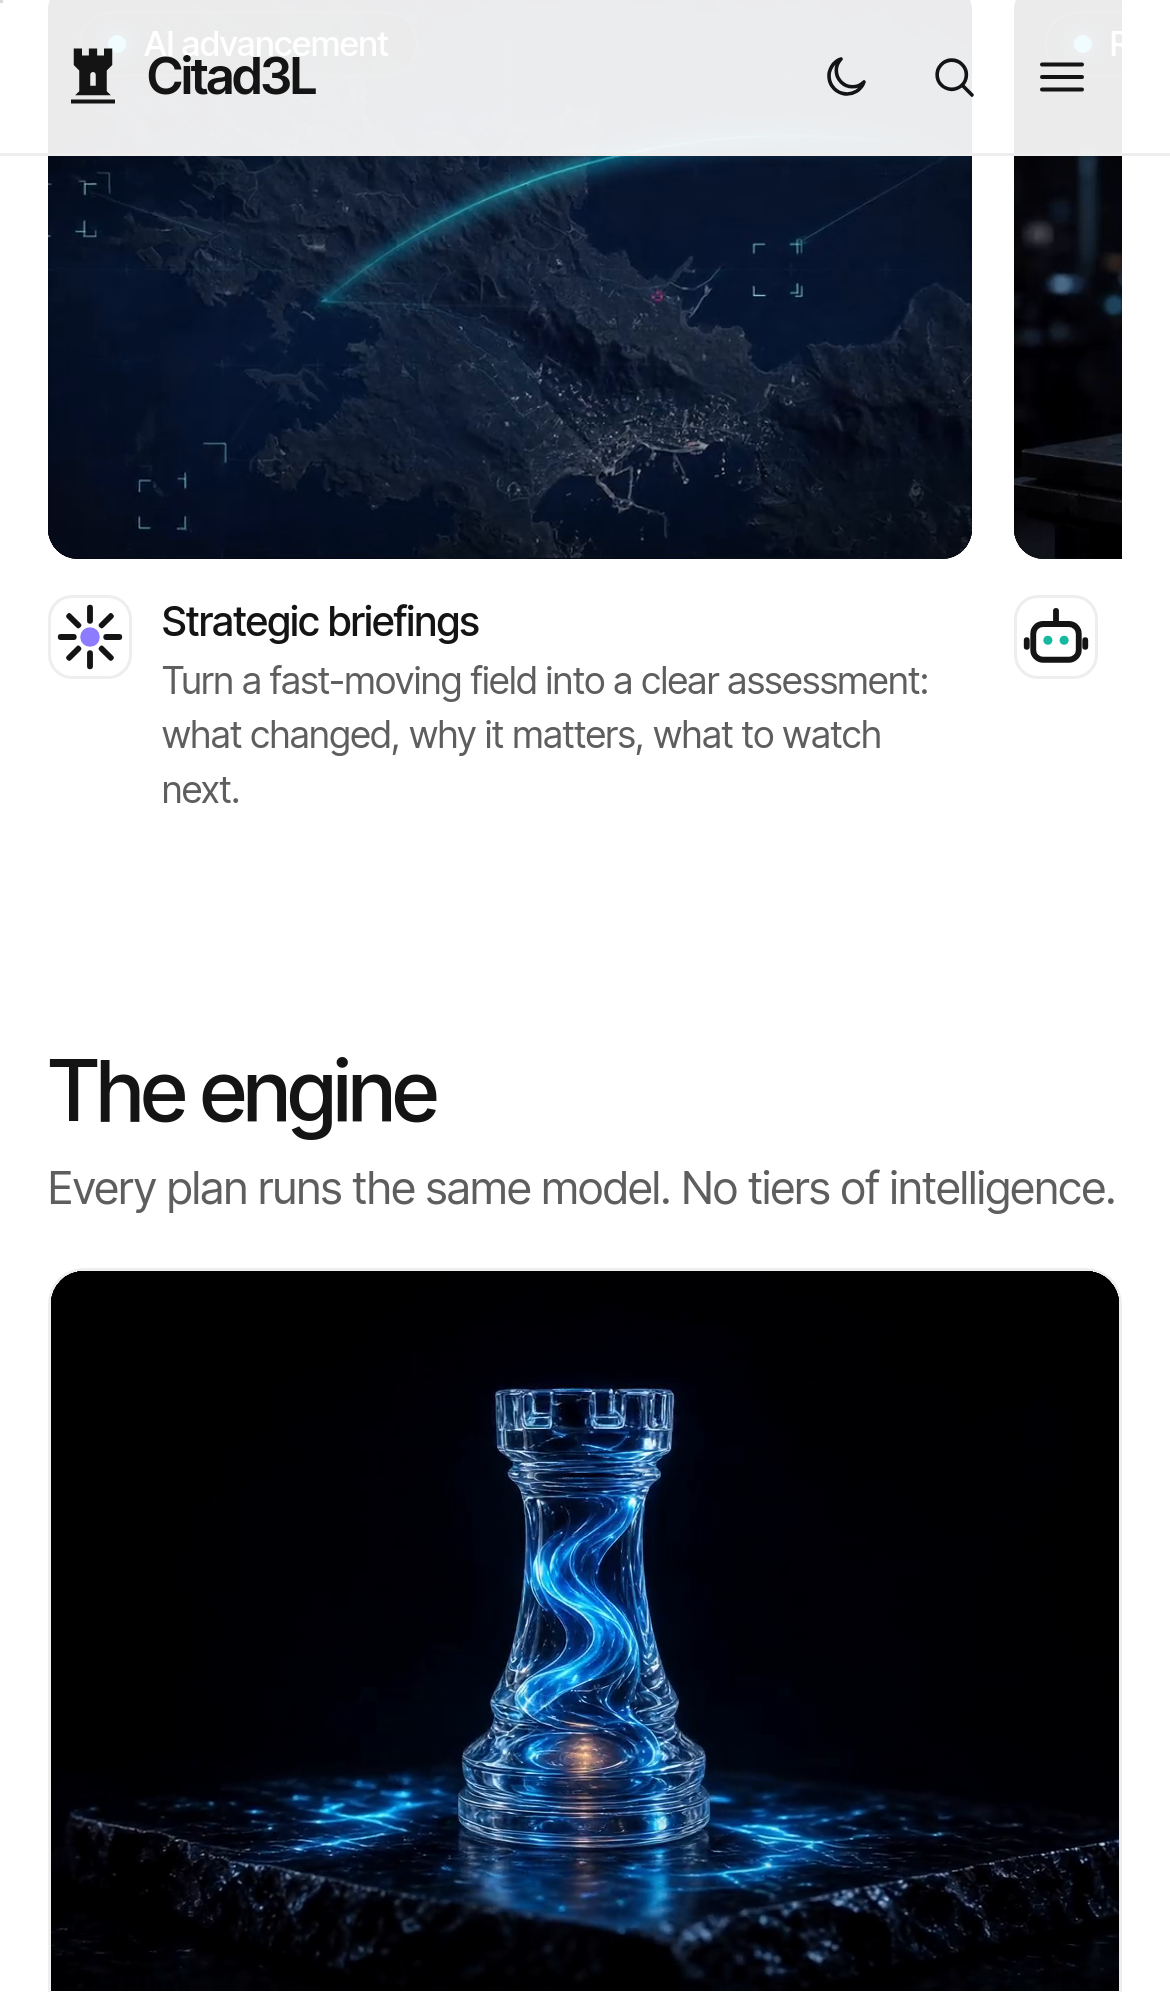 AI advancement
Citad3L
Strategic briefings
Turn a fast-moving field into a clear assessment:
what changed, why it matters, what to watch
next.
The engine
Every plan runs the same model. No tiers of intelligence.